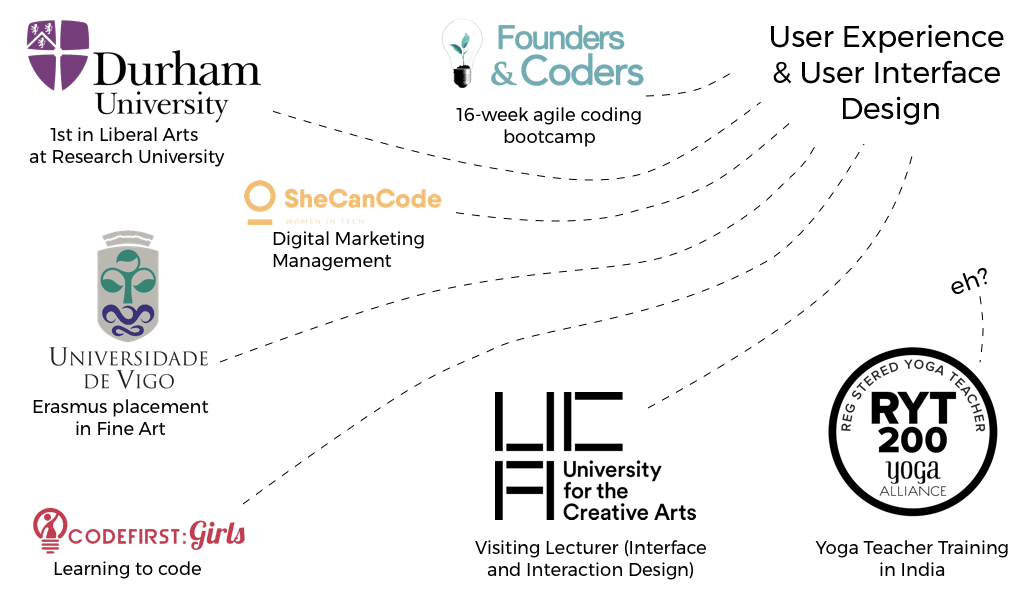 Durham
University
1st in Liberal Arts
at Research University
Founders
& Coders
16-week agile coding
bootcamp
User Experience
& User Interface
Design
SheCanCode
WOMEN IN TECH
Digital Marketing
Management
UNIVERSIDADE
DE VIGO
Erasmus placement
in Fine Art
eh?
CODEFIRST:Girls
Learning to code
UCA
University
for the
Creative Arts
Visiting Lecturer (Interface
and Interaction Design)
REG STERED YOGA TEACHER
RYT
200
yoga
ALLIANCE
Yoga Teacher Training
in India